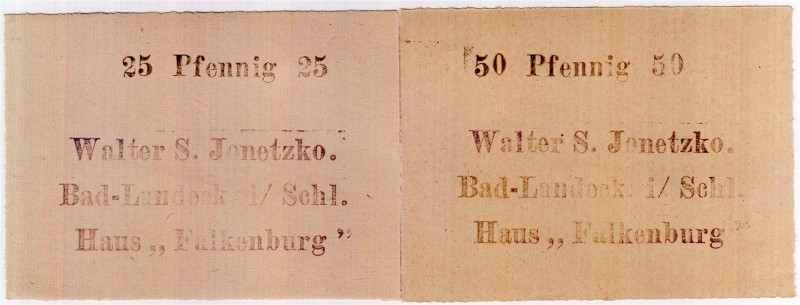 25 Pfennig 25
Walter S. Jonetzko.
Bad-Landeck i/ Schl.
Haus „ Falkenburg ”
50 Pfennig 50
Walter S. Jonetzko.
Bad-Landeck i/ Schl.
Haus „ Falkenburg ”